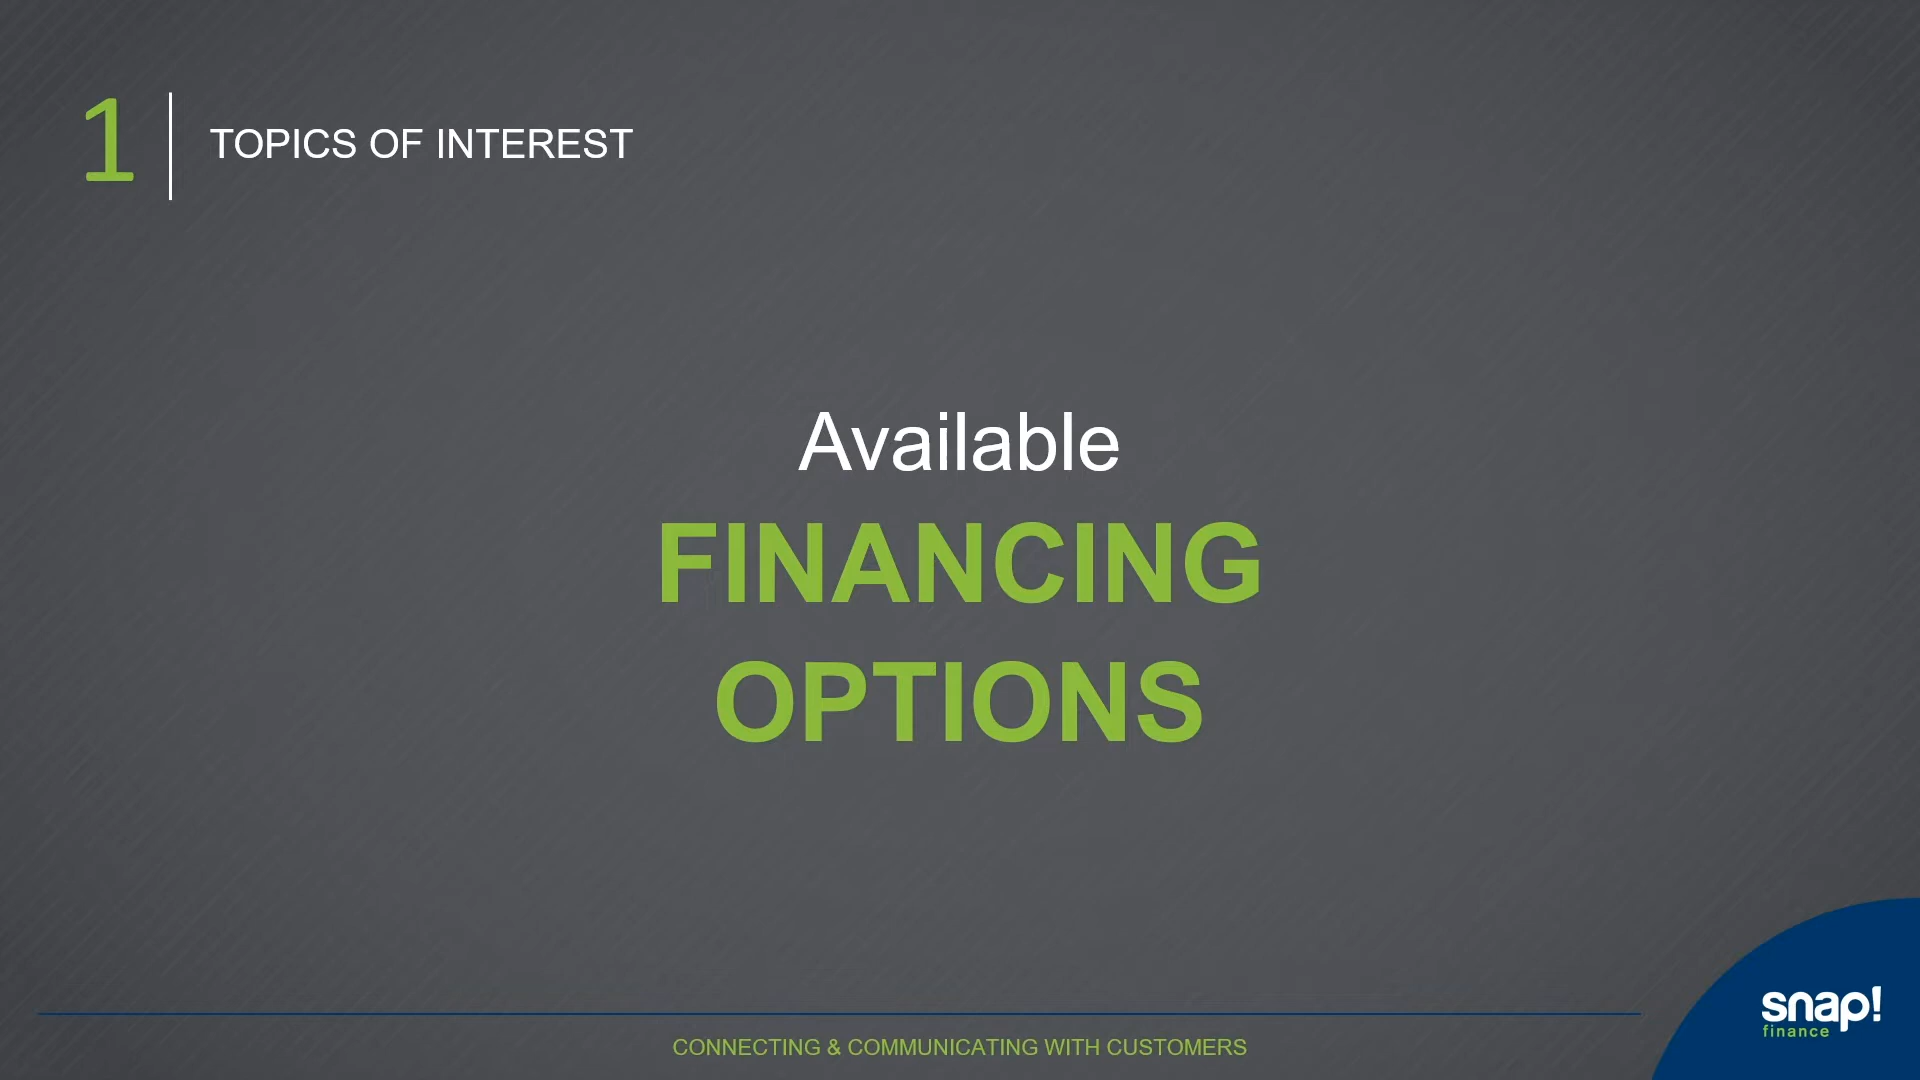 1
TOPICS OF INTEREST
Available
FINANCING
OPTIONS
CONNECTING & COMMUNICATING WITH CUSTOMERS
snap!
finance